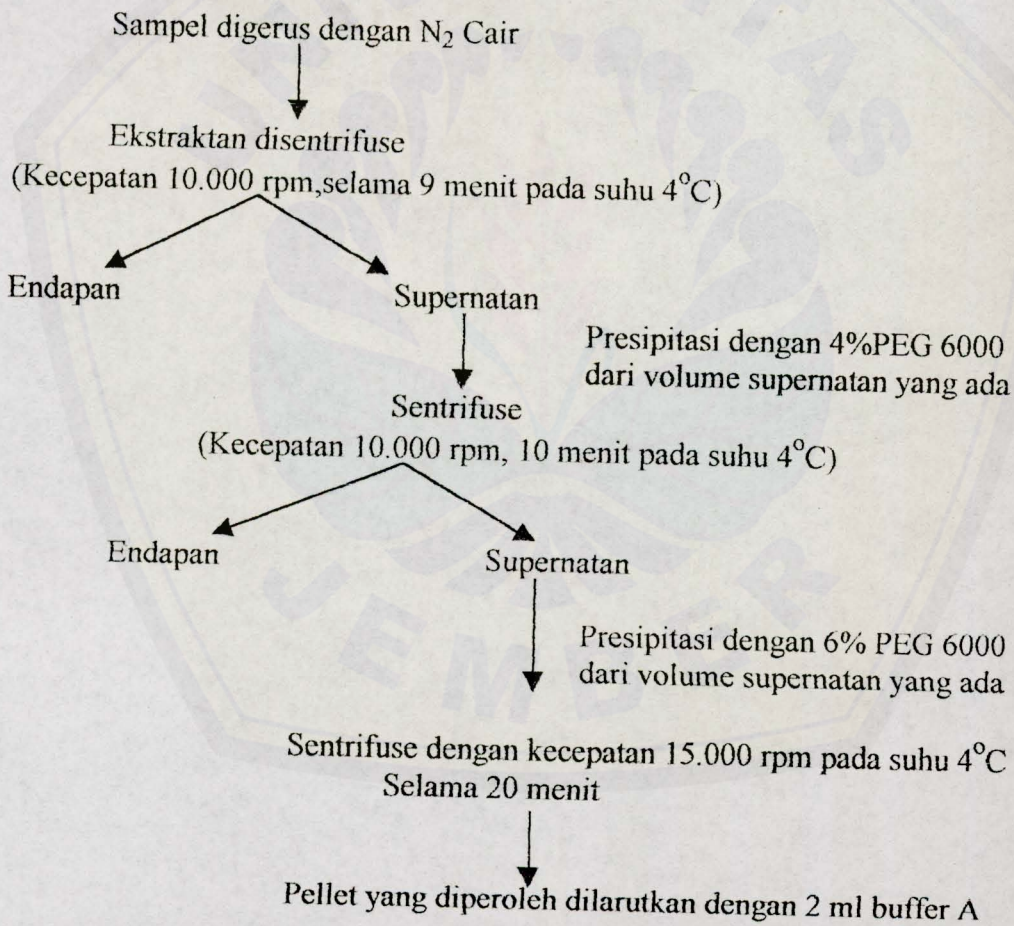 Sampel digerus dengan N₂ Cair
Ekstraktan disentrifuse
(Kecepatan 10.000 rpm,selama 9 menit pada suhu 4°C)
Endapan
Supernatan
Presipitasi dengan 4%PEG 6000
dari volume supernatan yang ada
Sentrifuse
(Kecepatan 10.000 rpm, 10 menit pada suhu 4°C)
Endapan
Supernatan
Presipitasi dengan 6% PEG 6000
dari volume supernatan yang ada
Sentrifuse dengan kecepatan 15.000 rpm pada suhu 4°C
Selama 20 menit
Pellet yang diperoleh dilarutkan dengan 2 ml buffer A
JEMBER